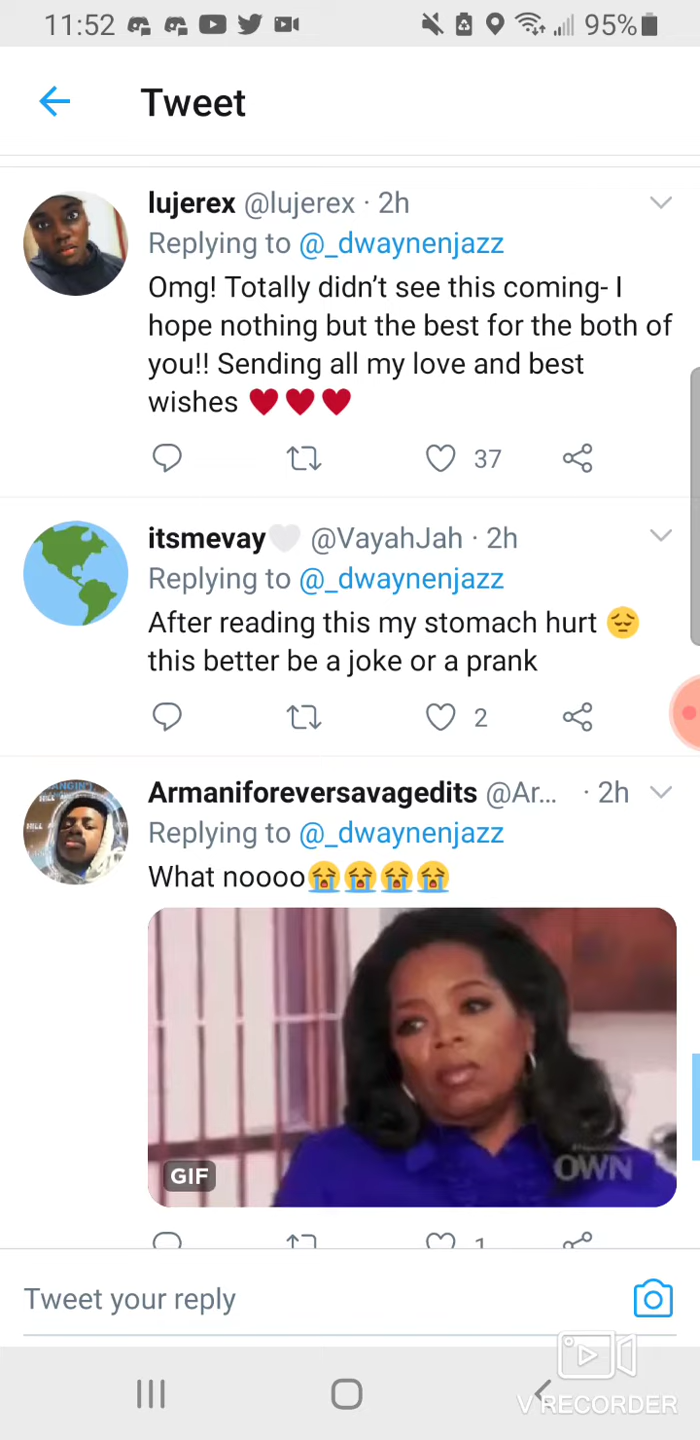 11:52 95%
Tweet
lujerex @lujerex · 2h
Replying to @_dwaynenjazz
Omg! Totally didn’t see this coming- I
hope nothing but the best for the both of
you!! Sending all my love and best
wishes ♥♥♥
37
itsmevay🤍 @VayahJah · 2h
Replying to @_dwaynenjazz
After reading this my stomach hurt 😔
this better be a joke or a prank
2
Armaniforeversavagedits @Ar... · 2h
Replying to @_dwaynenjazz
What noooo😭😭😭😭
OWN
GIF
1
Tweet your reply
V RECORDER